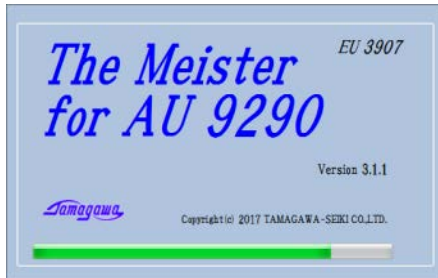 The Meister
EU 3907
for AU 9290
Version 3.1.1
Tamagawa
Copyright(c) 2017 TAMAGAWA-SEIKI CO.,LTD.